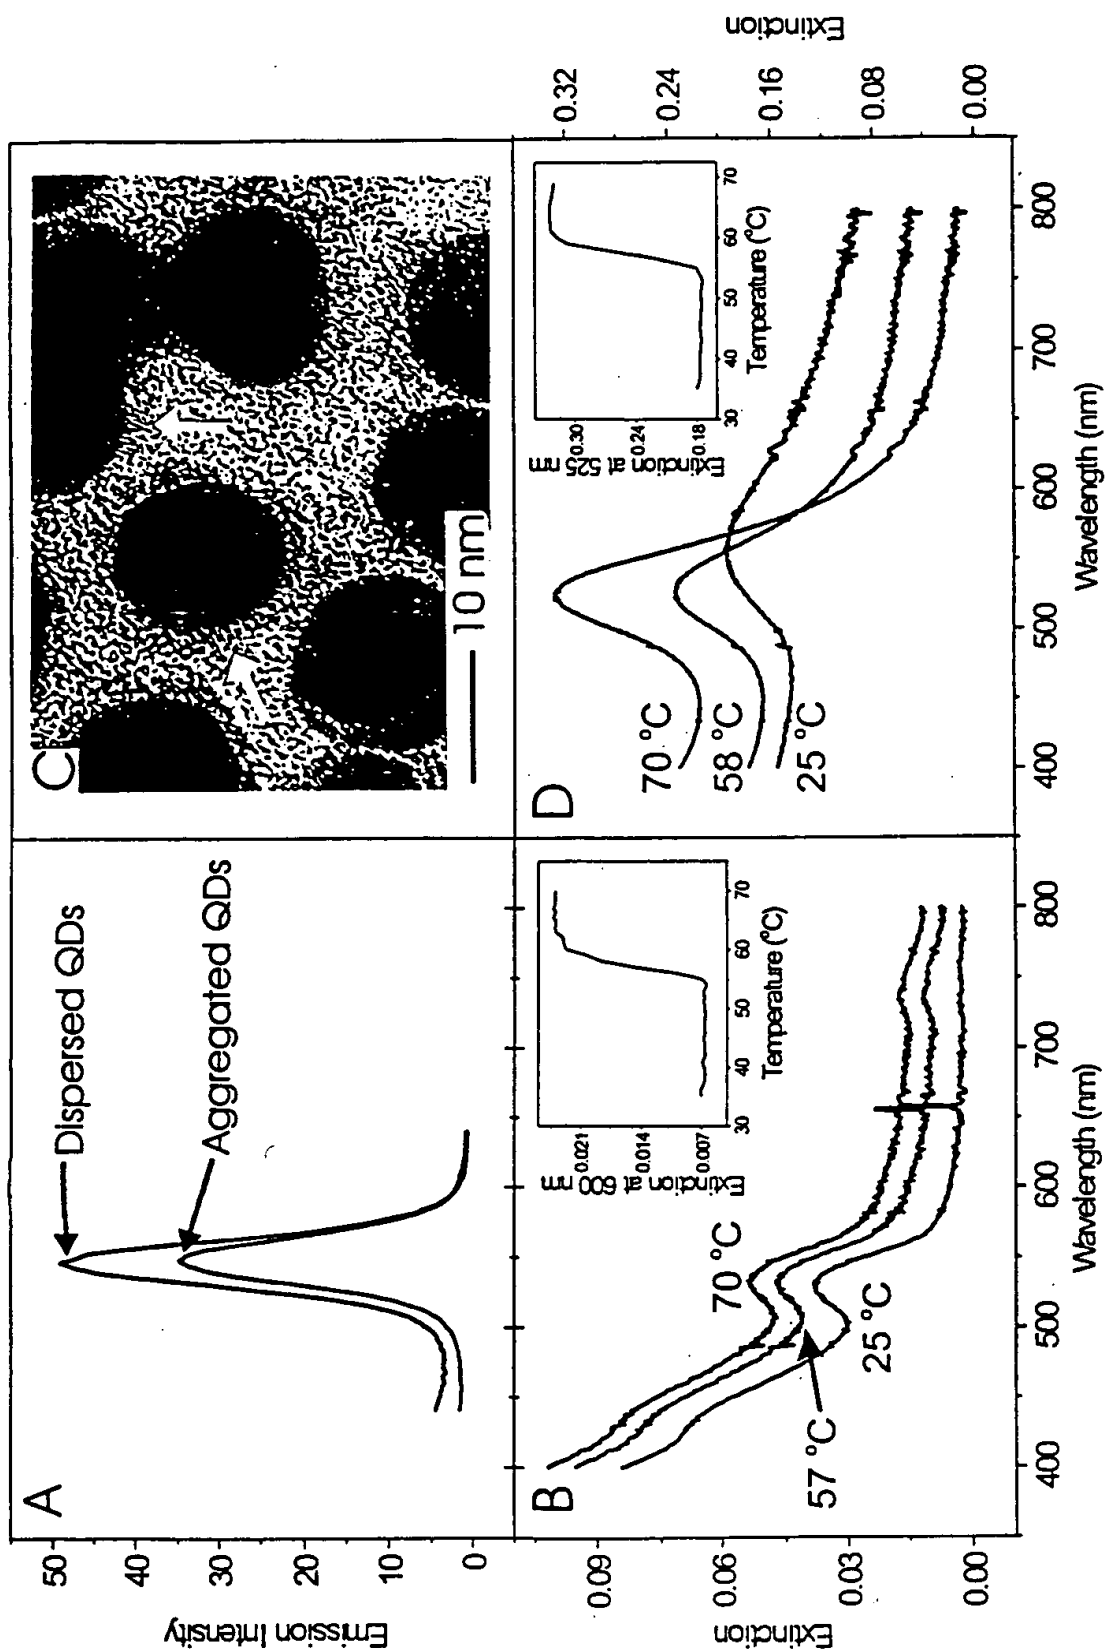 A
Dispersed QDs
Aggregated QDs
50
40
30
20
10
0
Emission Intensity
C
10 nm
B
70 °C
57 °C
25 °C
0.09
0.06
0.03
0.00
Extinction
400
500
600
700
800
Wavelength (nm)
0.021
0.014
0.007
Extinction at 600 nm
30
40
50
60
70
Temperature (°C)
D
70 °C
58 °C
25 °C
0.32
0.24
0.16
0.08
0.00
Extinction
400
500
600
700
800
Wavelength (nm)
0.30
0.24
0.18
Extinction at 525 nm
30
40
50
60
70
Temperature (°C)